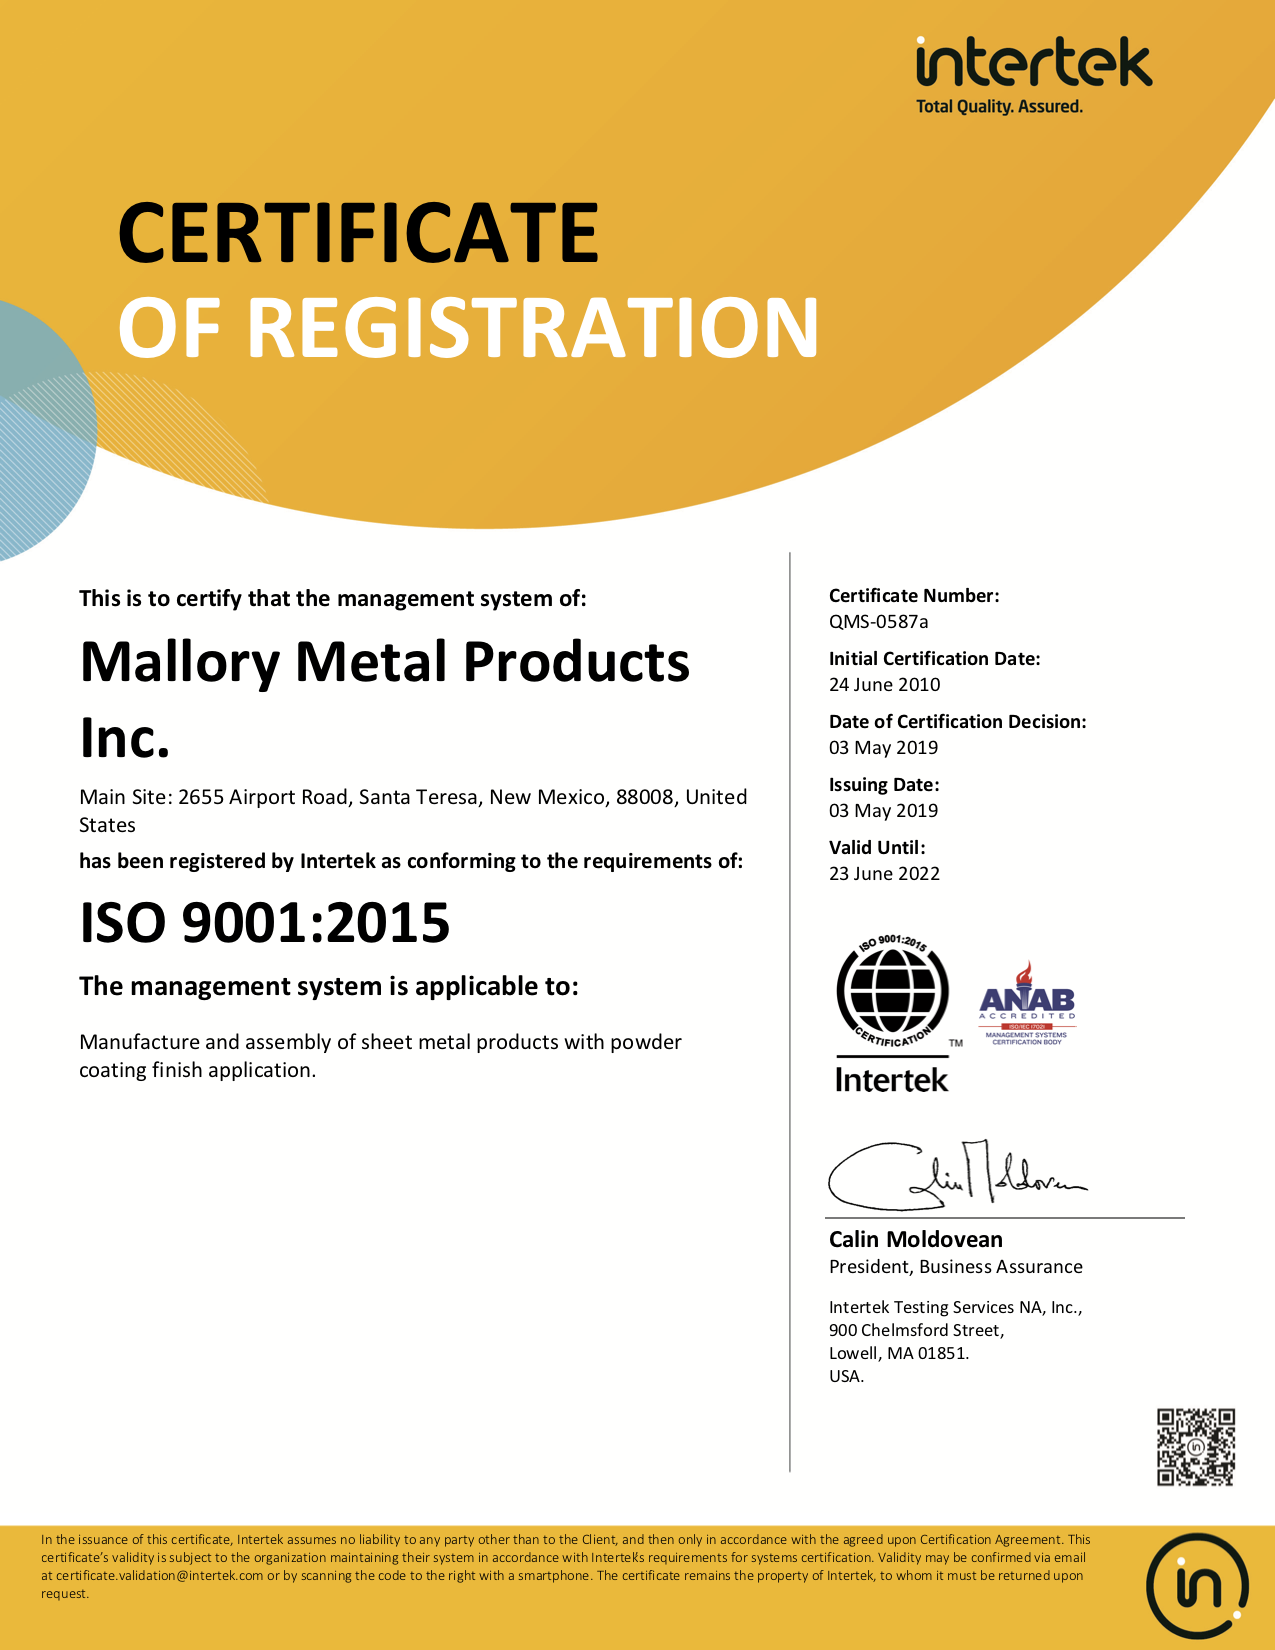 intertek
Total Quality. Assured.
CERTIFICATE
OF REGISTRATION
This is to certify that the management system of:
Mallory Metal Products
Inc.
Main Site: 2655 Airport Road, Santa Teresa, New Mexico, 88008, United
States
has been registered by Intertek as conforming to the requirements of:
ISO 9001:2015
The management system is applicable to:
Manufacture and assembly of sheet metal products with powder
coating finish application.
Certificate Number:
QMS-0587a
Initial Certification Date:
24 June 2010
Date of Certification Decision:
03 May 2019
Issuing Date:
03 May 2019
Valid Until:
23 June 2022
ISO 9001:2015
CERTIFICATION
TM
Intertek
ANAB
ACCREDITED
ISO/IEC 17021
MANAGEMENT SYSTEMS
CERTIFICATION BODY
Calin Moldovean
Calin Moldovean
President, Business Assurance
Intertek Testing Services NA, Inc.,
900 Chelmsford Street,
Lowell, MA 01851.
USA.
in
In the issuance of this certificate, Intertek assumes no liability to any party other than to the Client, and then only in accordance with the agreed upon Certification Agreement. This
certificate’s validity is subject to the organization maintaining their system in accordance with Intertek’s requirements for systems certification. Validity may be confirmed via email
at certificate.validation@intertek.com or by scanning the code to the right with a smartphone. The certificate remains the property of Intertek, to whom it must be returned upon
request.
in